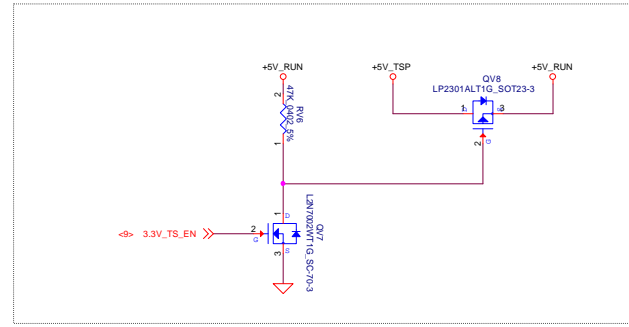 +5V_RUN
+5V_TSP
+5V_RUN
QV8
LP2301ALT1G_SOT23-3
2
RV6
47K_0402_5%
1
1
3
D
2
1
D
<9>
3.3V_TS_EN
2
G
QV7
L2N7002WT1G_SC-70-3
S
3